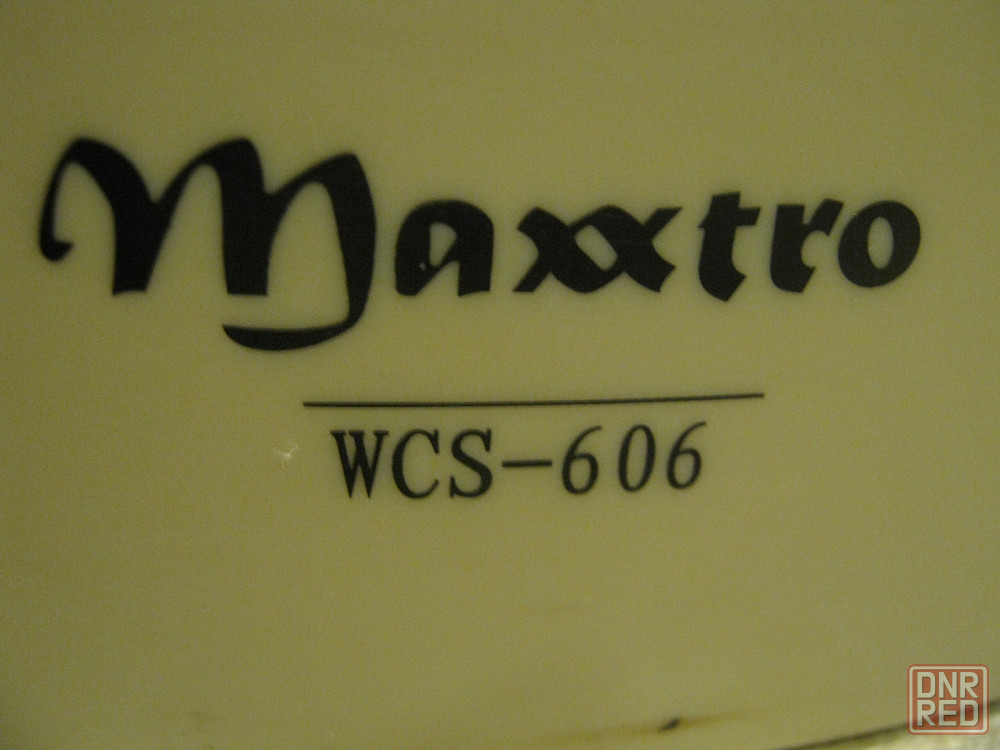 Maxxtro
WCS-606
DNR
RED